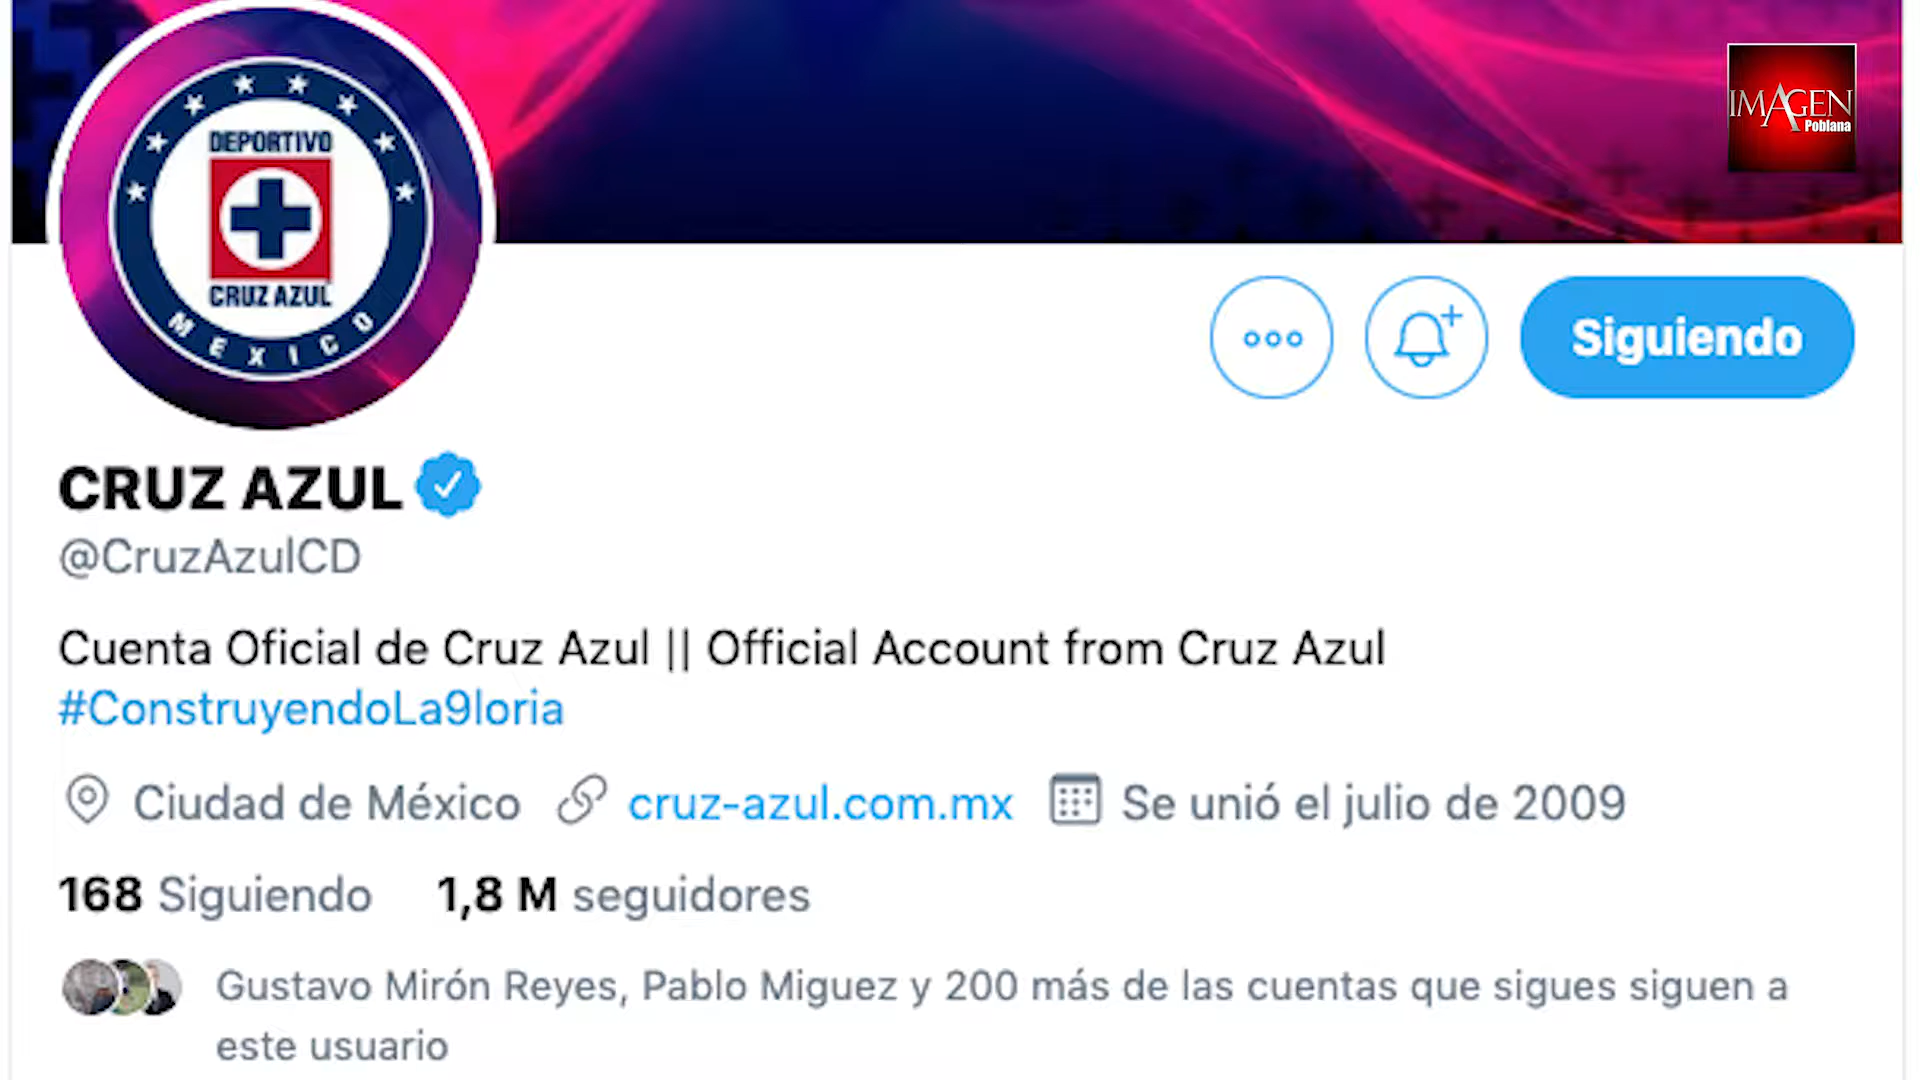 IMAGEN
Poblana
DEPORTIVO
CRUZ AZUL
MEXICO
Siguiendo
CRUZ AZUL
@CruzAzulCD
Cuenta Oficial de Cruz Azul || Official Account from Cruz Azul
#ConstruyendoLa9loria
Ciudad de México cruz-azul.com.mx Se unió el julio de 2009
168 Siguiendo 1,8 M seguidores
Gustavo Mirón Reyes, Pablo Miguez y 200 más de las cuentas que sigues siguen a
este usuario